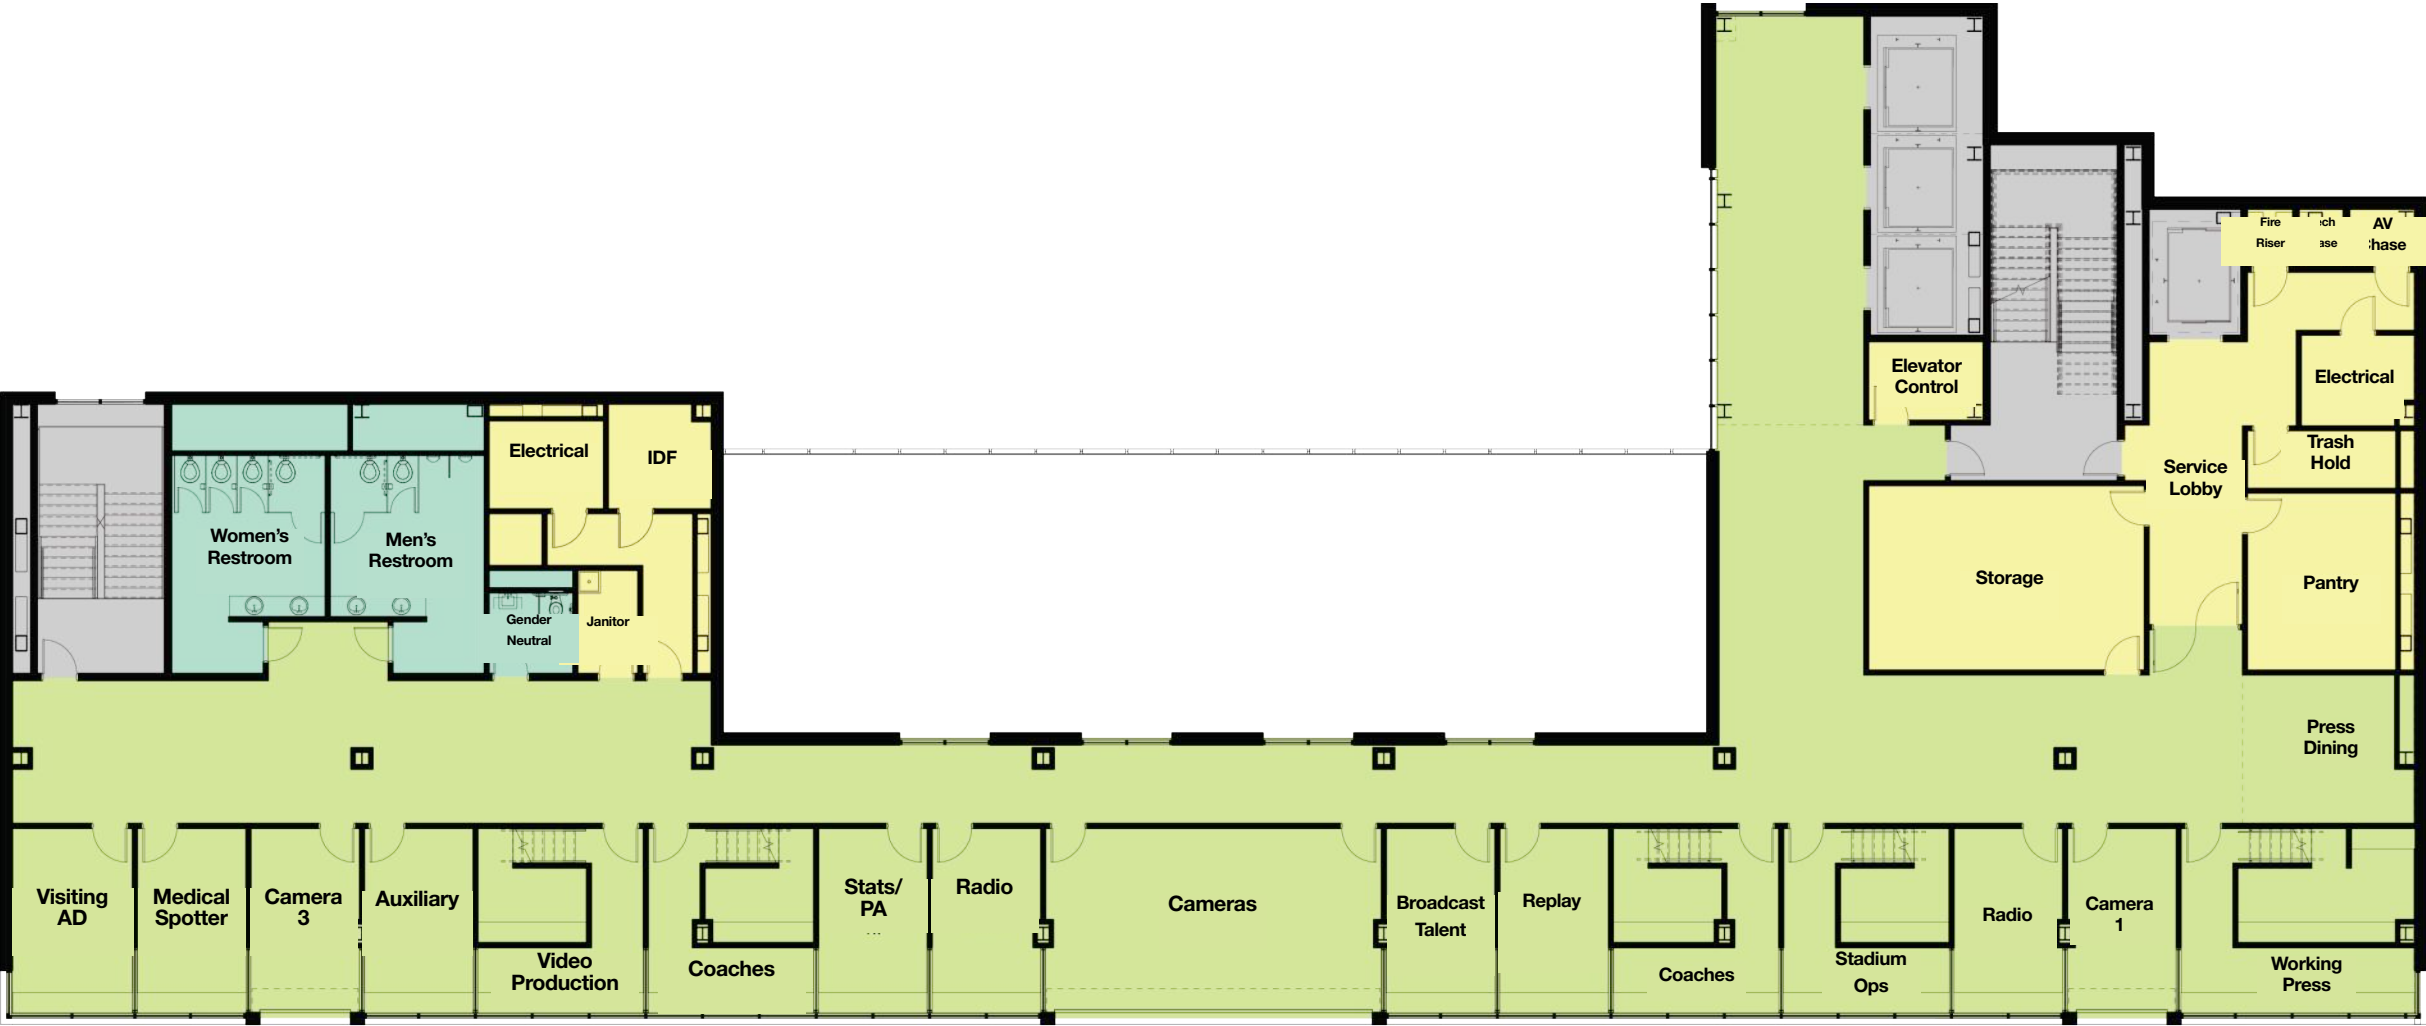 Fire
Riser
AV
Elevator
Control
Electrical
Trash
Hold
Service
Lobby
Electrical
IDF
Women's
Restroom
Men's
Restroom
Storage
Pantry
Gender
Neutral
Janitor
Press
Dining
Visiting
AD
Medical
Spotter
Camera
3
Auxiliary
Video
Production
Coaches
Stats/
PA
Radio
Cameras
Broadcast
Talent
Replay
Coaches
Stadium
Ops
Radio
Camera
1
Working
Press